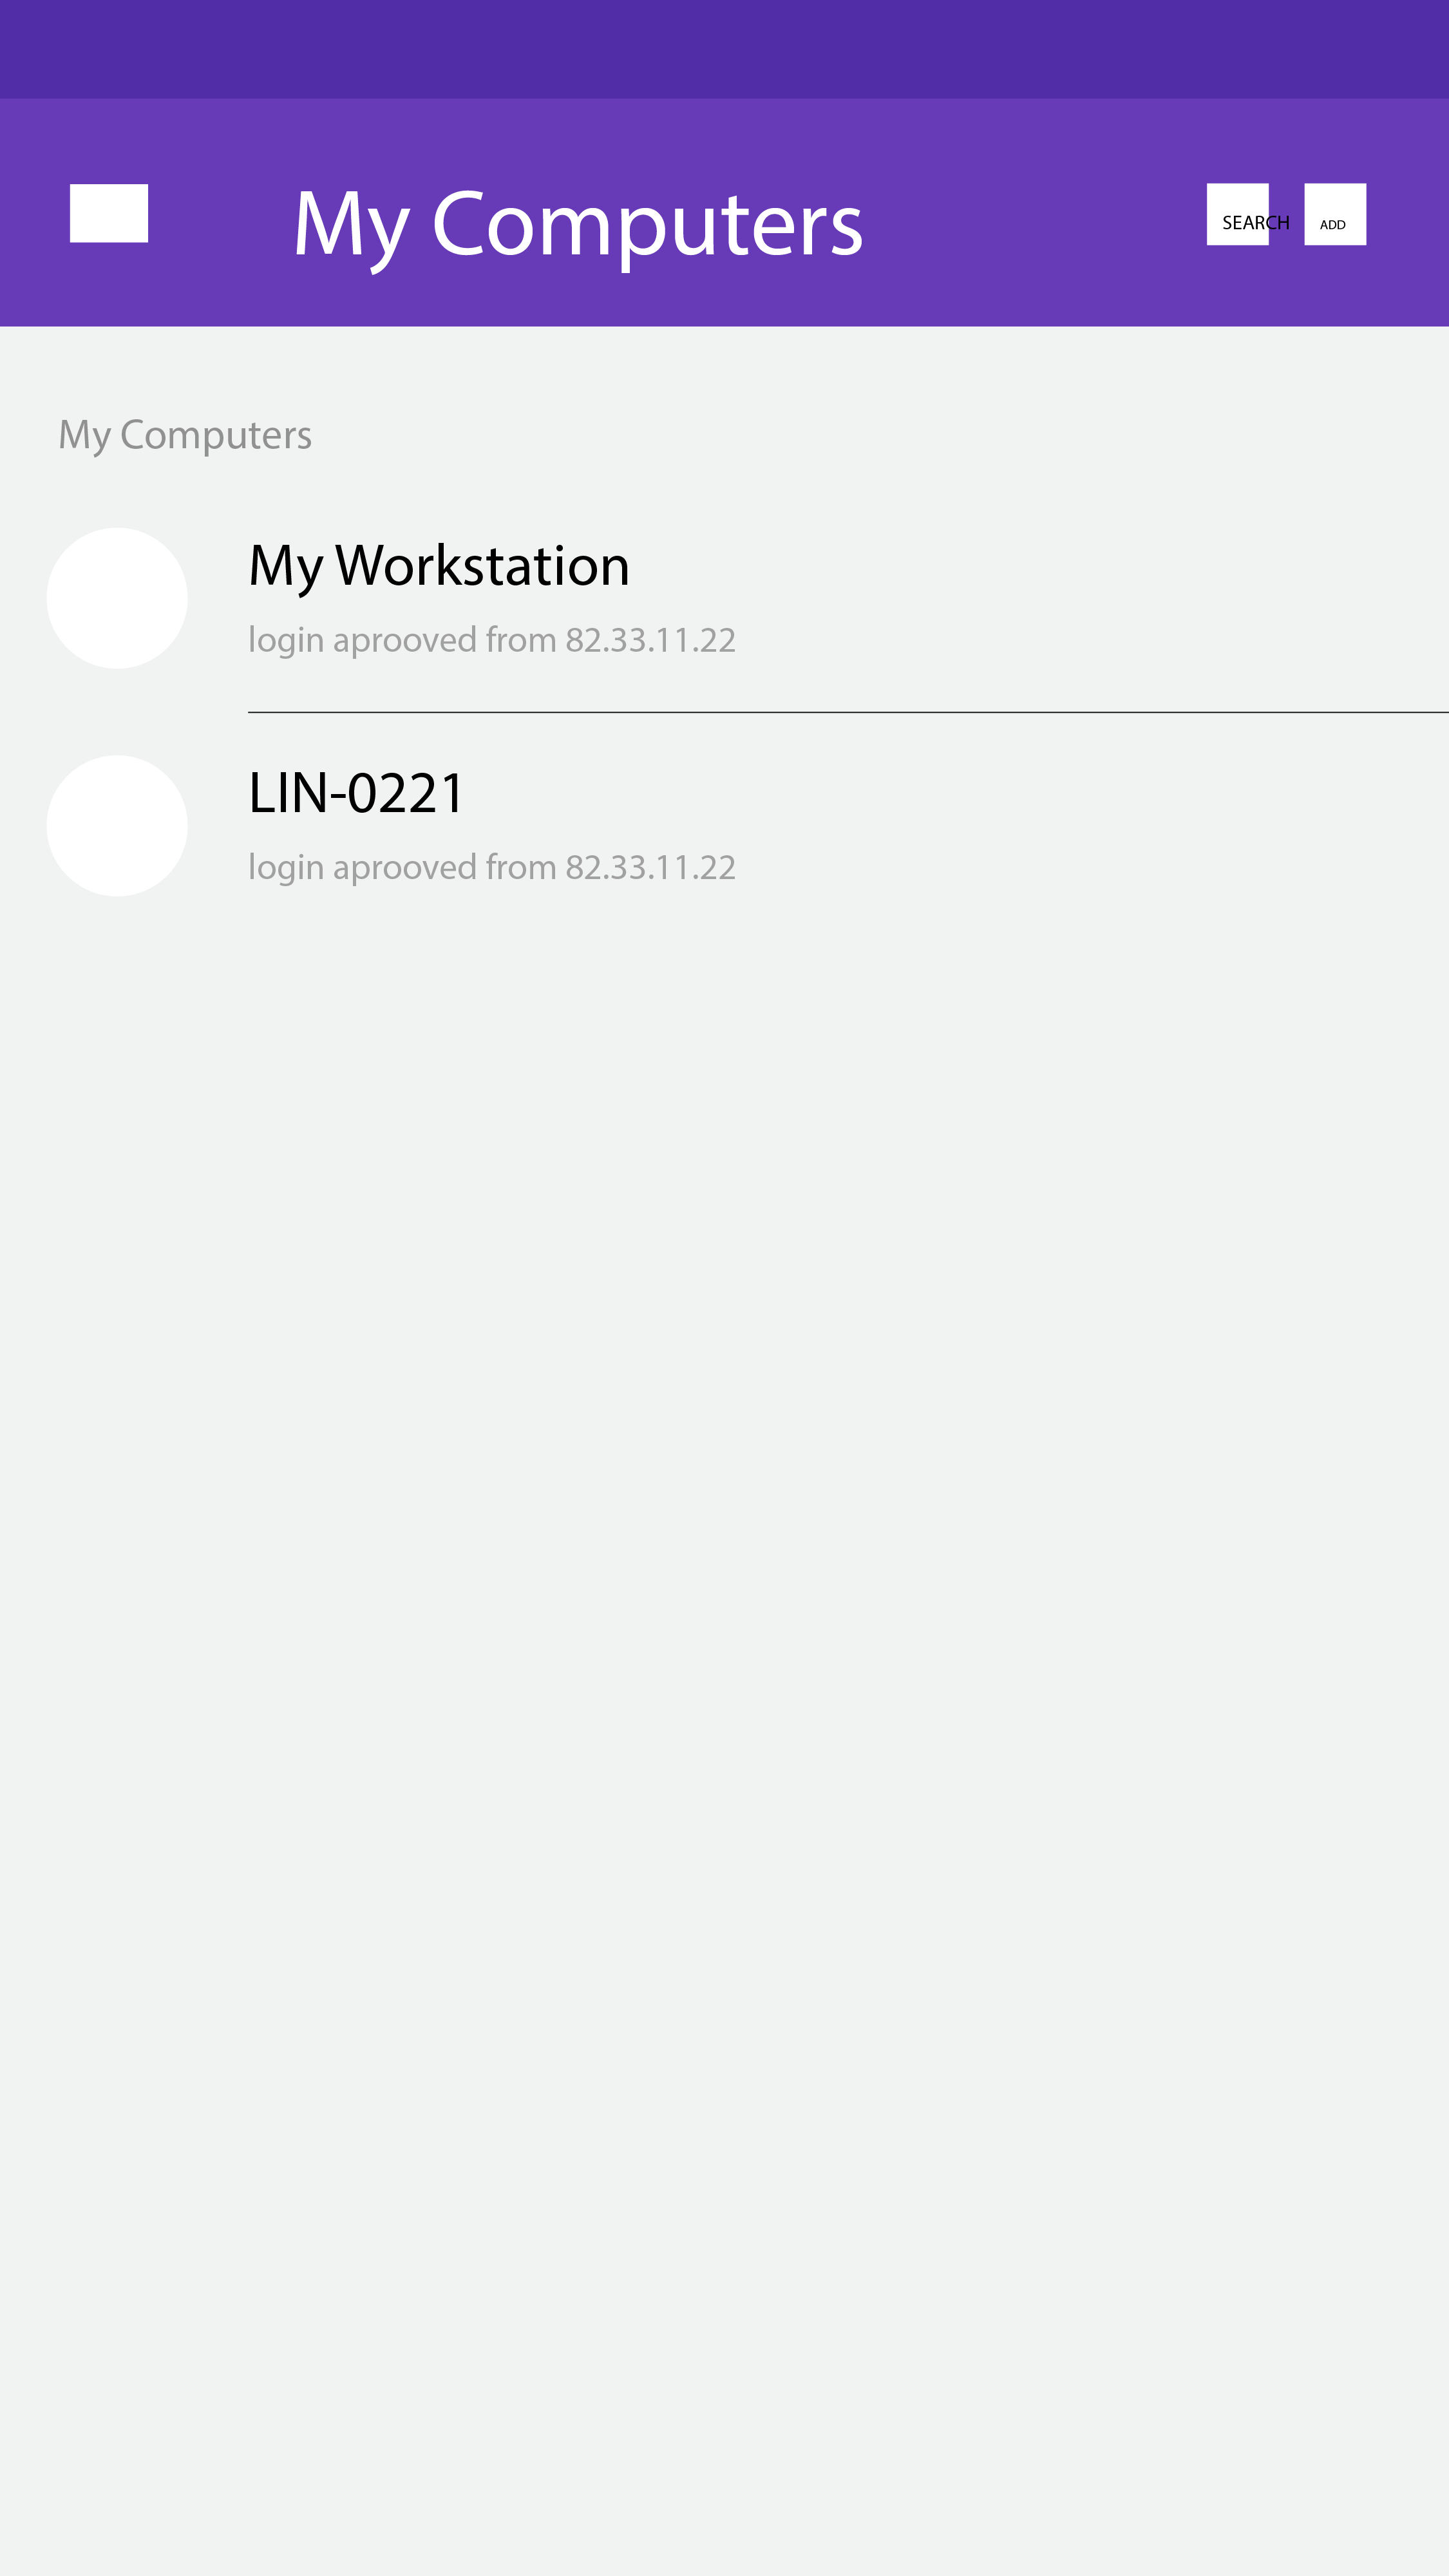 My Computers
SEARCH
ADD
My Computers
My Workstation
login aprooved from 82.33.11.22
LIN-0221
login aprooved from 82.33.11.22